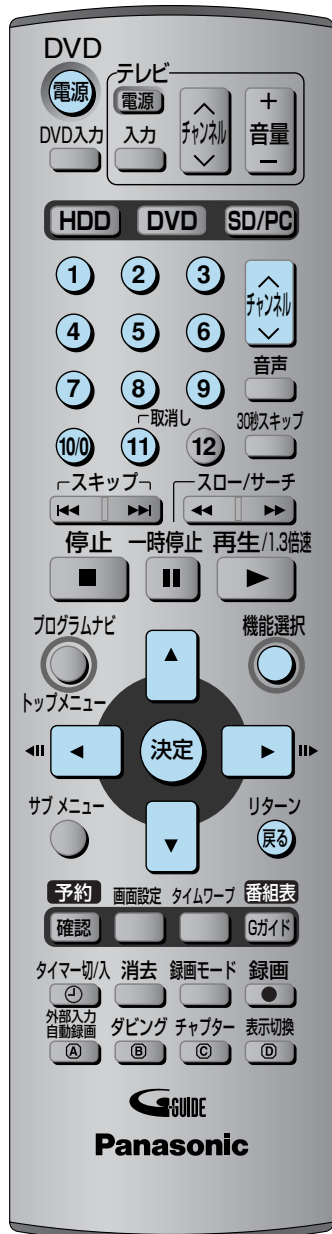 DVD
テレビ
電源 電源 チャンネル + 音量 −
DVD入力 入力
HDD DVD SD/PC
1 2 3
チャンネル
4 5 6
音声
7 8 9
取消し 30秒スキップ
10/0 11 12
スキップ スロー/サーチ
停止 一時停止 再生/1.3倍速
プログラムナビ 機能選択
トップメニュー
決定
サブ メニュー リターン
戻る
予約 画面設定 タイムワープ 番組表
確認 Gガイド
タイマー切/入 消去 録画モード 録画
外部入力
自動録画 ダビング チャプター 表示切換
A B C D
G-GUIDE
Panasonic